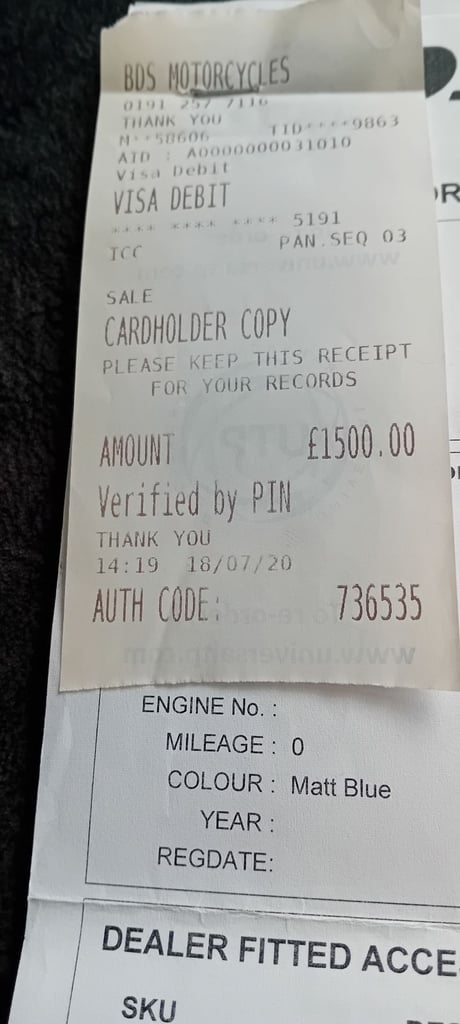 BDS MOTORCYCLES
0191 257 7110
THANK YOU
M**58606 TID****9863
AID : A0000000031010
Visa Debit
VISA DEBIT
**** **** **** 5191
ICC PAN.SEQ 03
SALE
CARDHOLDER COPY
PLEASE KEEP THIS RECEIPT
FOR YOUR RECORDS
AMOUNT £1500.00
Verified by PIN
THANK YOU
14:19 18/07/20
AUTH CODE: 736535
ENGINE No. :
MILEAGE : 0
COLOUR : Matt Blue
YEAR :
REGDATE:
DEALER FITTED ACCE
SKU